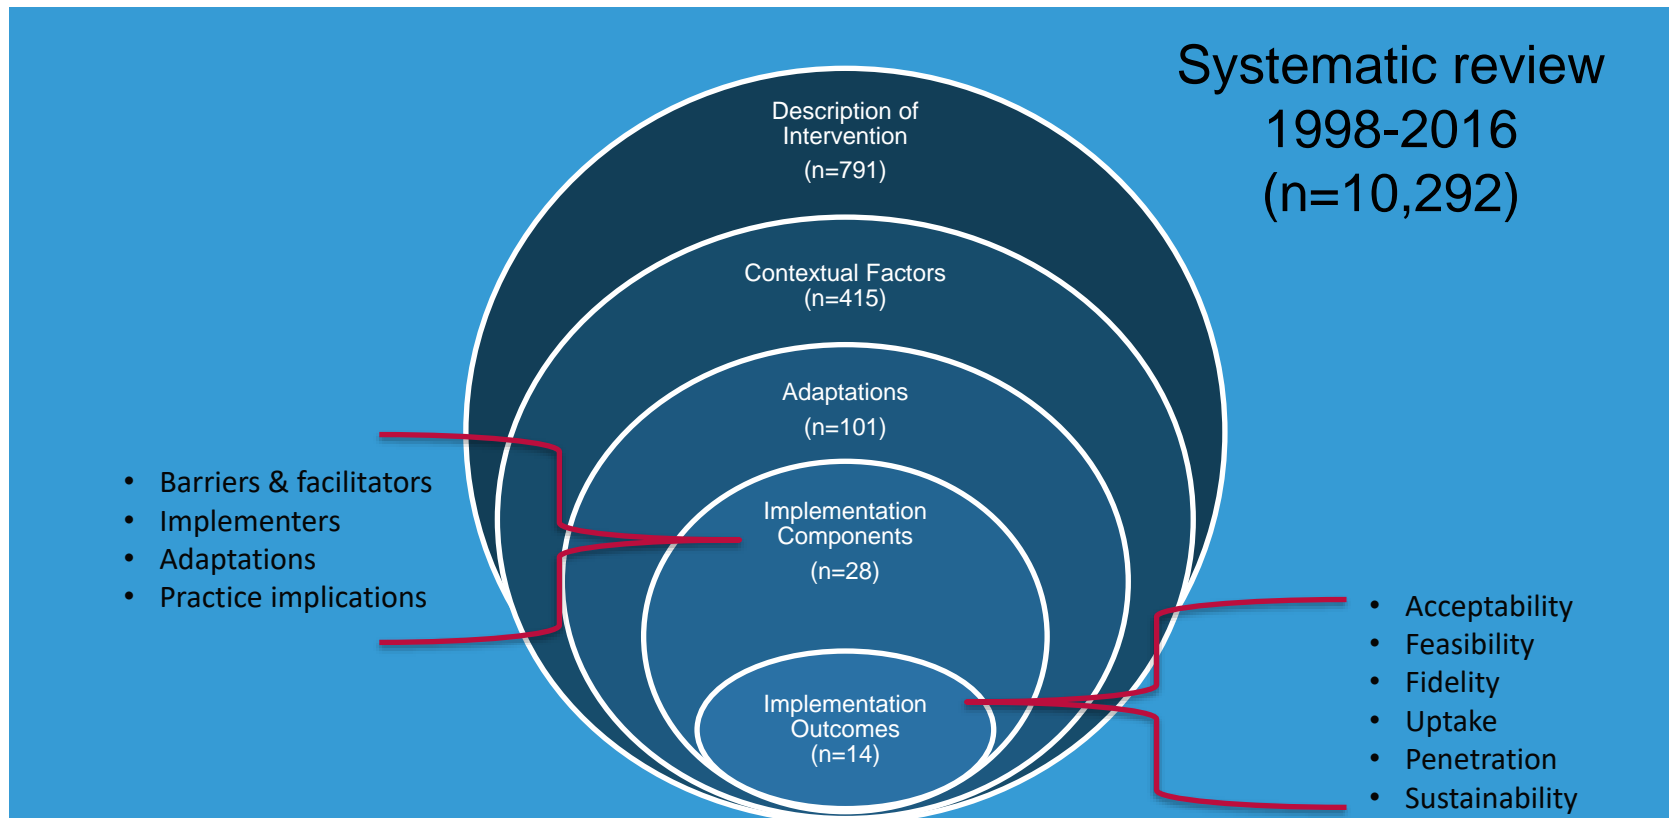 Systematic review
1998-2016
(n=10,292)
Description of
Intervention
(n=791)
Contextual Factors
(n=415)
Adaptations
(n=101)
Implementation
Components
(n=28)
Implementation
Outcomes
(n=14)
• Barriers & facilitators
• Implementers
• Adaptations
• Practice implications
• Acceptability
• Feasibility
• Fidelity
• Uptake
• Penetration
• Sustainability